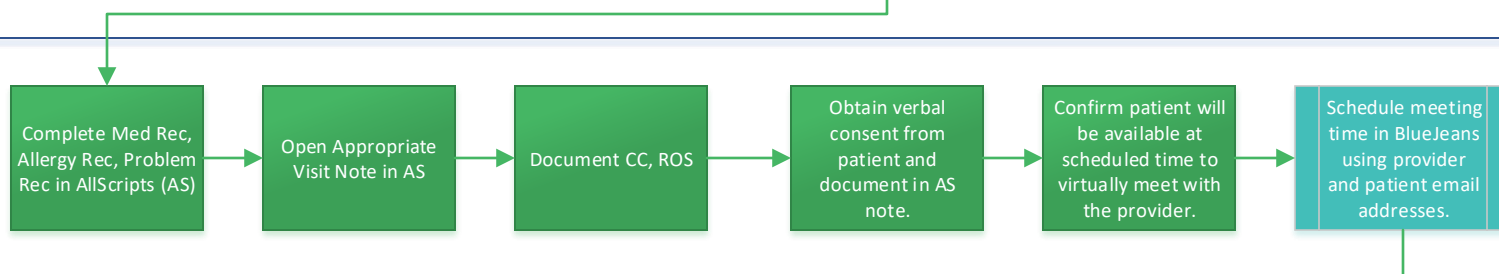 Complete Med Rec,
Allergy Rec, Problem
Rec in AllScripts (AS)
Open Appropriate
Visit Note in AS
Document CC, ROS
Obtain verbal
consent from
patient and
document in AS
note.
Confirm patient will
be available at
scheduled time to
virtually meet with
the provider.
Schedule meeting
time in BlueJeans
using provider
and patient email
addresses.